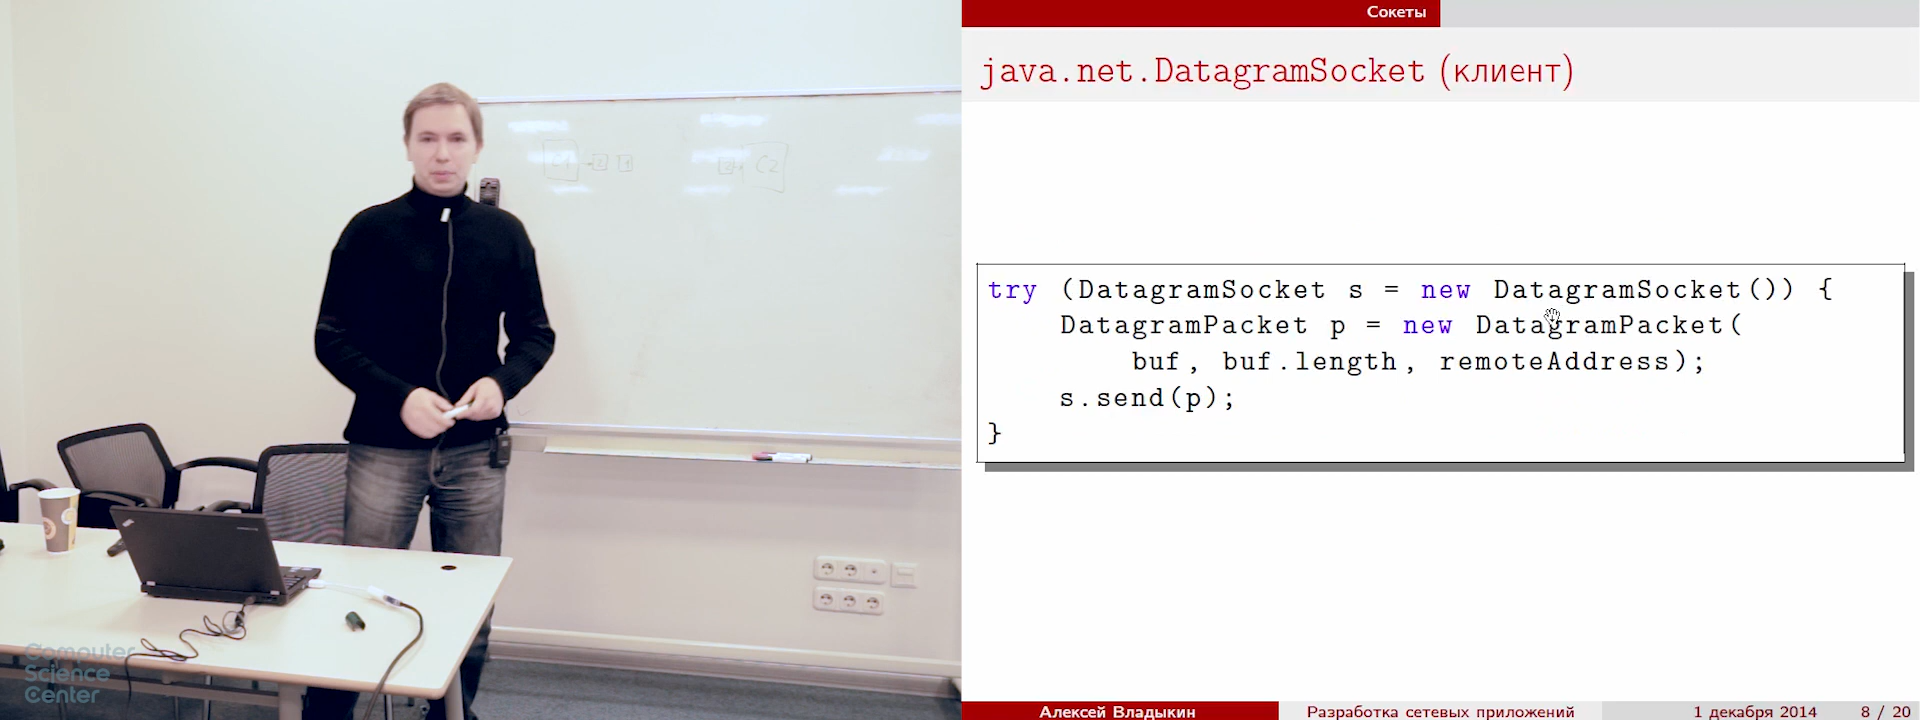 Сокеты
java.net.DatagramSocket (клиент)
try (DatagramSocket s = new DatagramSocket()) {
DatagramPacket p = new DatagramPacket(
buf, buf.length, remoteAddress);
s.send(p);
}
Алексей Владыкин
Разработка сетевых приложений
1 декабря 2014
8 / 20
C2
Computer
Science
Center